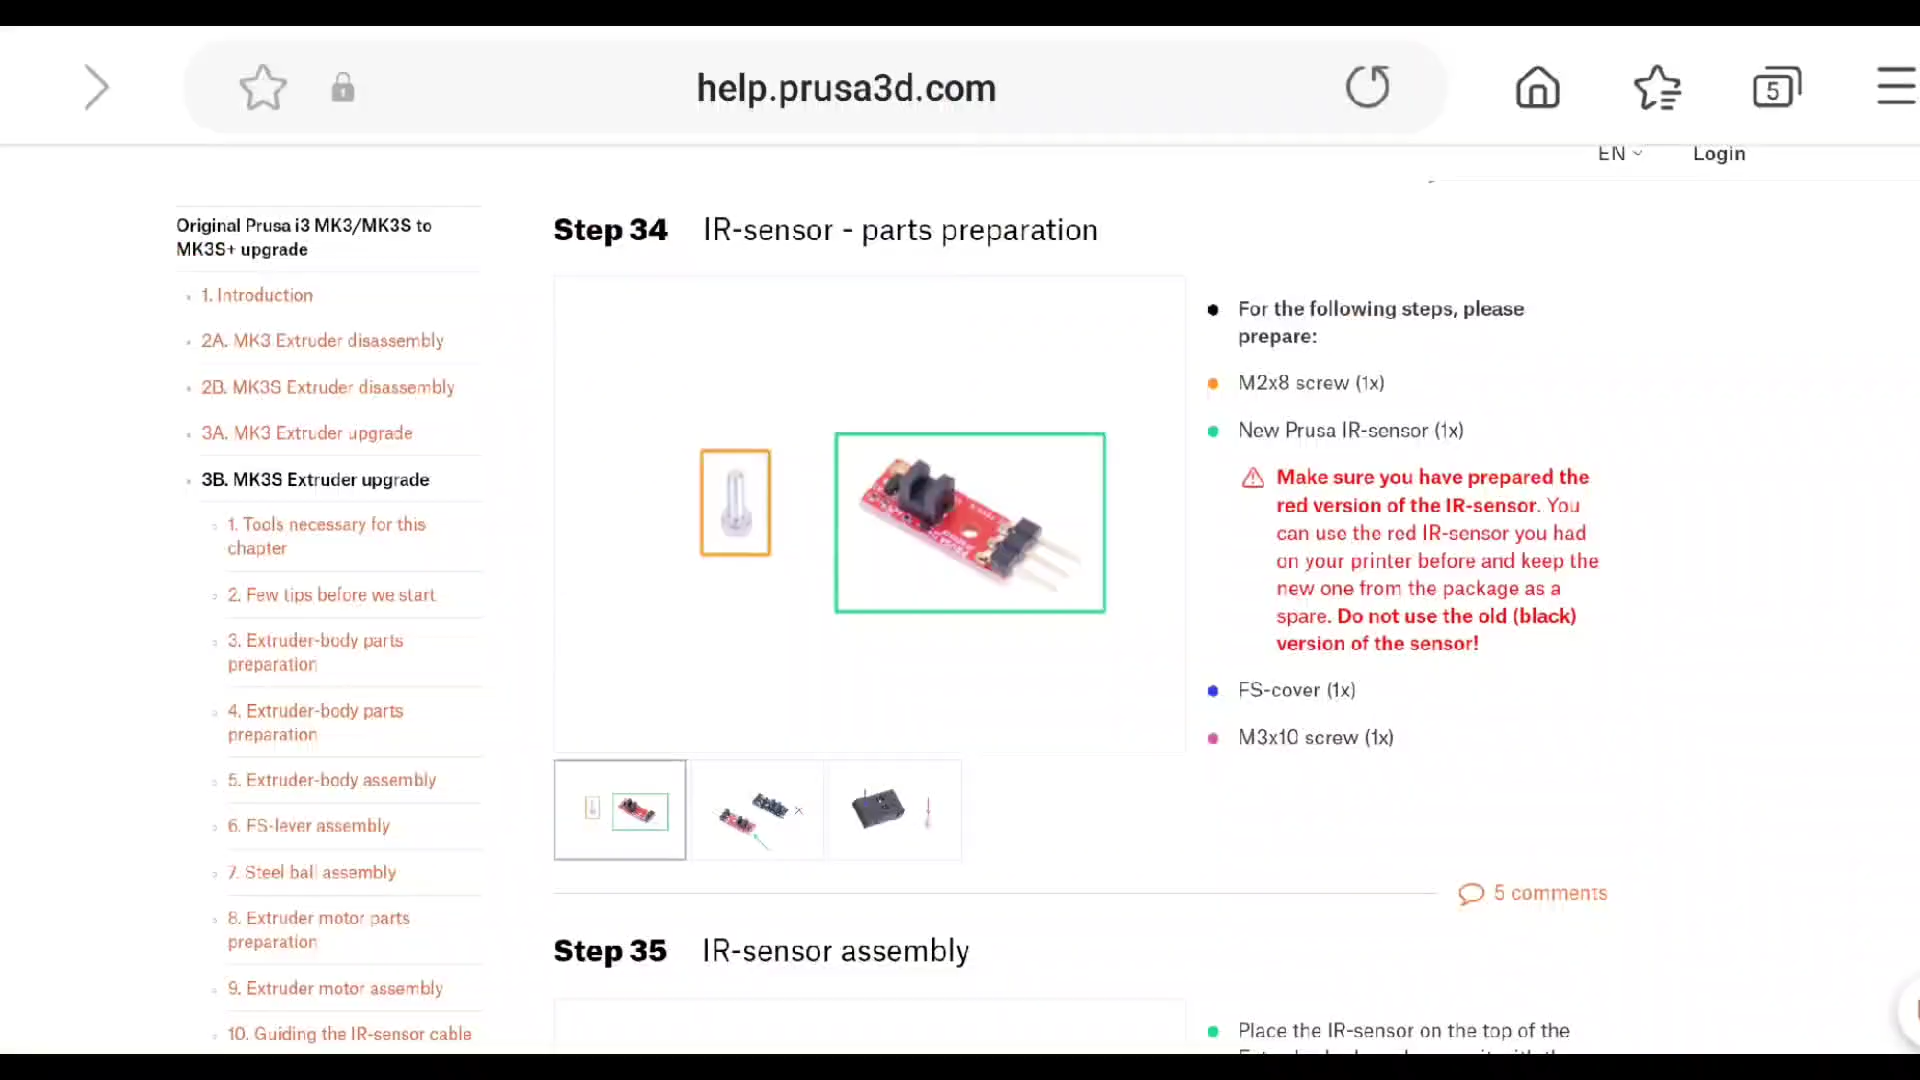 help.prusa3d.com
5
EN
Login
Original Prusa i3 MK3/MK3S to
MK3S+ upgrade
1. Introduction
2A. MK3 Extruder disassembly
2B. MK3S Extruder disassembly
3A. MK3 Extruder upgrade
3B. MK3S Extruder upgrade
1. Tools necessary for this
chapter
2. Few tips before we start
3. Extruder-body parts
preparation
4. Extruder-body parts
preparation
5. Extruder-body assembly
6. FS-lever assembly
7. Steel ball assembly
8. Extruder motor parts
preparation
9. Extruder motor assembly
10. Guiding the IR-sensor cable
Step 34 IR-sensor - parts preparation
For the following steps, please
prepare:
M2x8 screw (1x)
New Prusa IR-sensor (1x)
Make sure you have prepared the
red version of the IR-sensor. You
can use the red IR-sensor you had
on your printer before and keep the
new one from the package as a
spare. Do not use the old (black)
version of the sensor!
FS-cover (1x)
M3x10 screw (1x)
5 comments
Step 35 IR-sensor assembly
Place the IR-sensor on the top of the